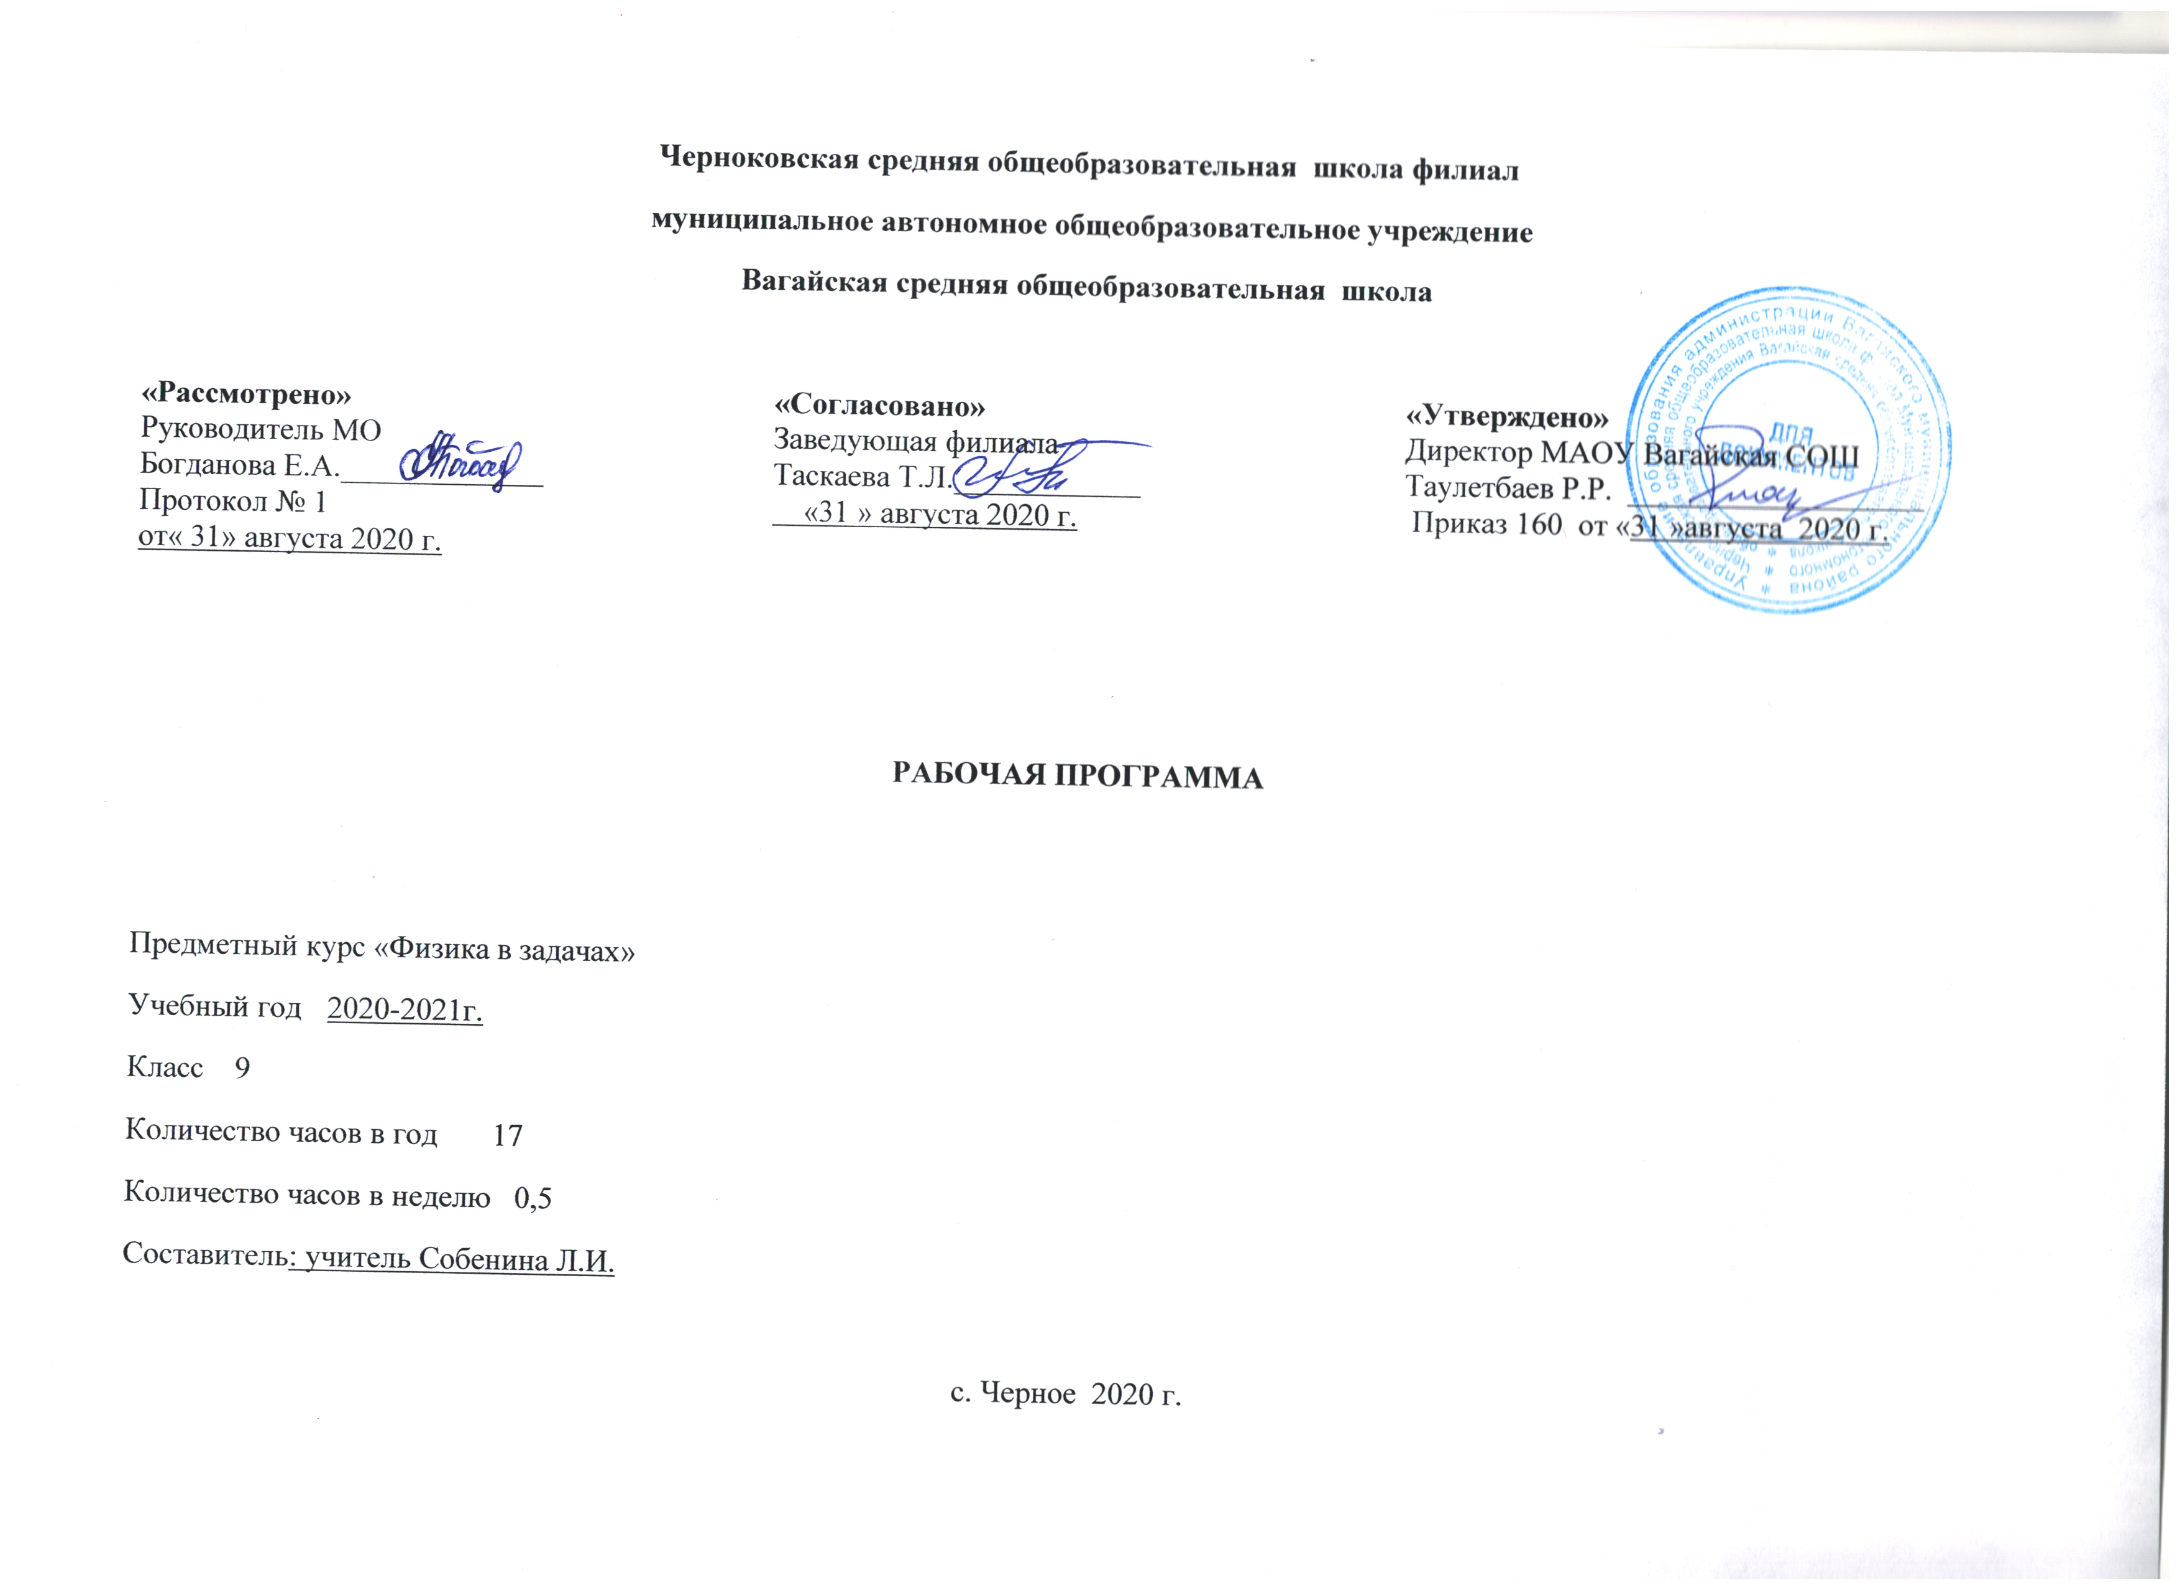 Черноковская средняя общеобразовательная школа филиал
муниципальное автономное общеобразовательное учреждение
Вагайская средняя общеобразовательная школа
«Рассмотрено»
Руководитель МО
Богданова Е.А.
Протокол № 1
от« 31» августа 2020 г.
«Согласовано»
Заведующая филиала
Таскаева Т.Л.
«31 » августа 2020 г.
«Утверждено»
Директор МАОУ Вагайская СОШ
Таулетбаев Р.Р.
Приказ 160 от «31 »августа 2020 г.
ДЛЯ
ДОКУМЕНТОВ
РАБОЧАЯ ПРОГРАММА
Предметный курс «Физика в задачах»
Учебный год 2020-2021г.
Класс 9
Количество часов в год 17
Количество часов в неделю 0,5
Составитель: учитель Собенина Л.И.
с. Черное 2020 г.